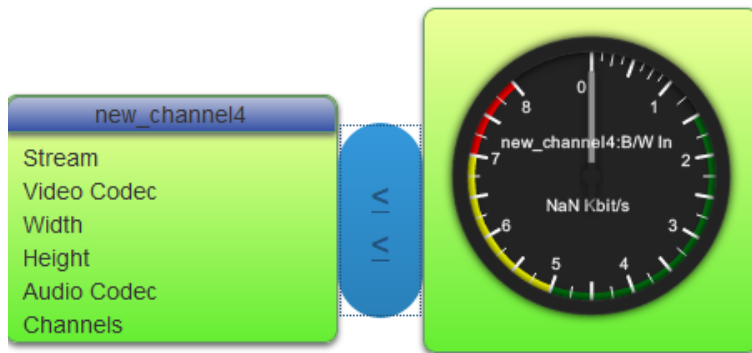 new_channel4
Stream
Video Codec
Width
Height
Audio Codec
Channels
<
<
0
1
2
3
4
5
6
7
8
new_channel4:B/W In
NaN Kbit/s